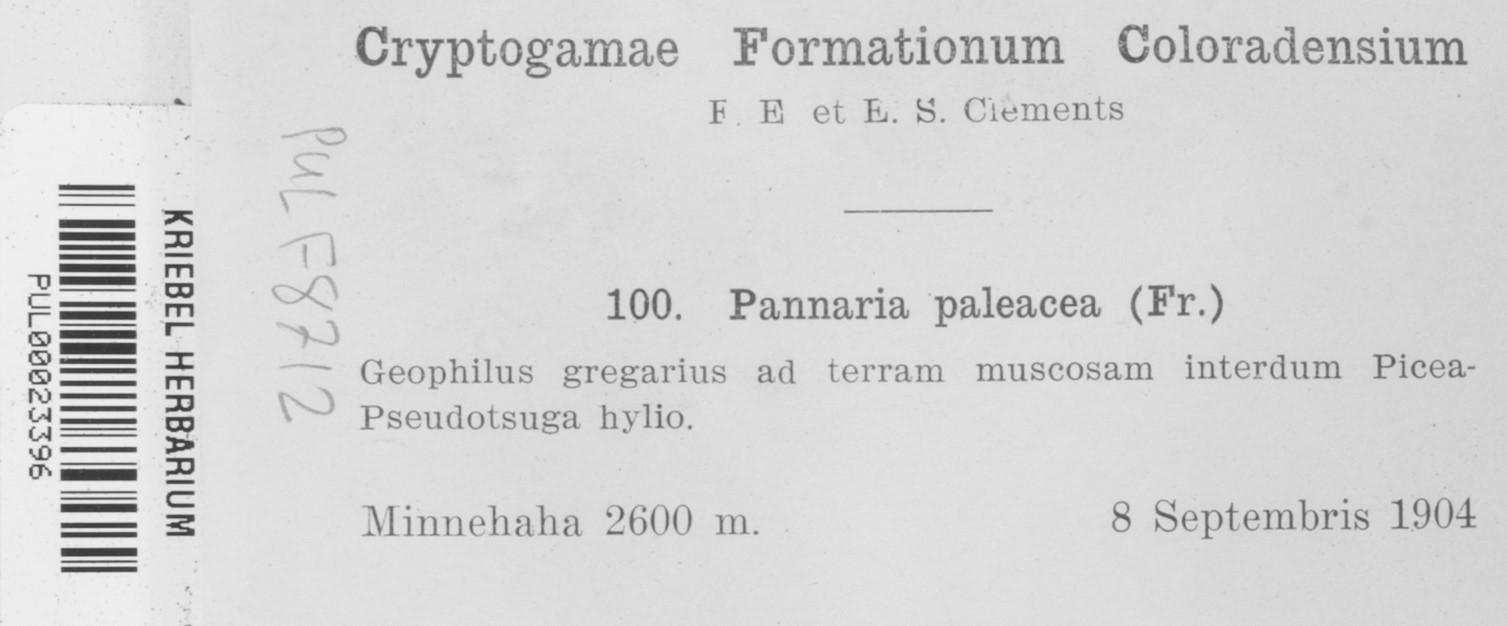 Cryptogamae Formationum Coloradensium
F. E et E. S. Clements
100. Pannaria paleacea (Fr.)
Geophilus gregarius ad terram muscosam interdum Picea-
Pseudotsuga hylio.
Minnehaha 2600 m.
8 Septembris 1904
PUL F8712
KRIEBEL HERBARIUM
PUL00023396